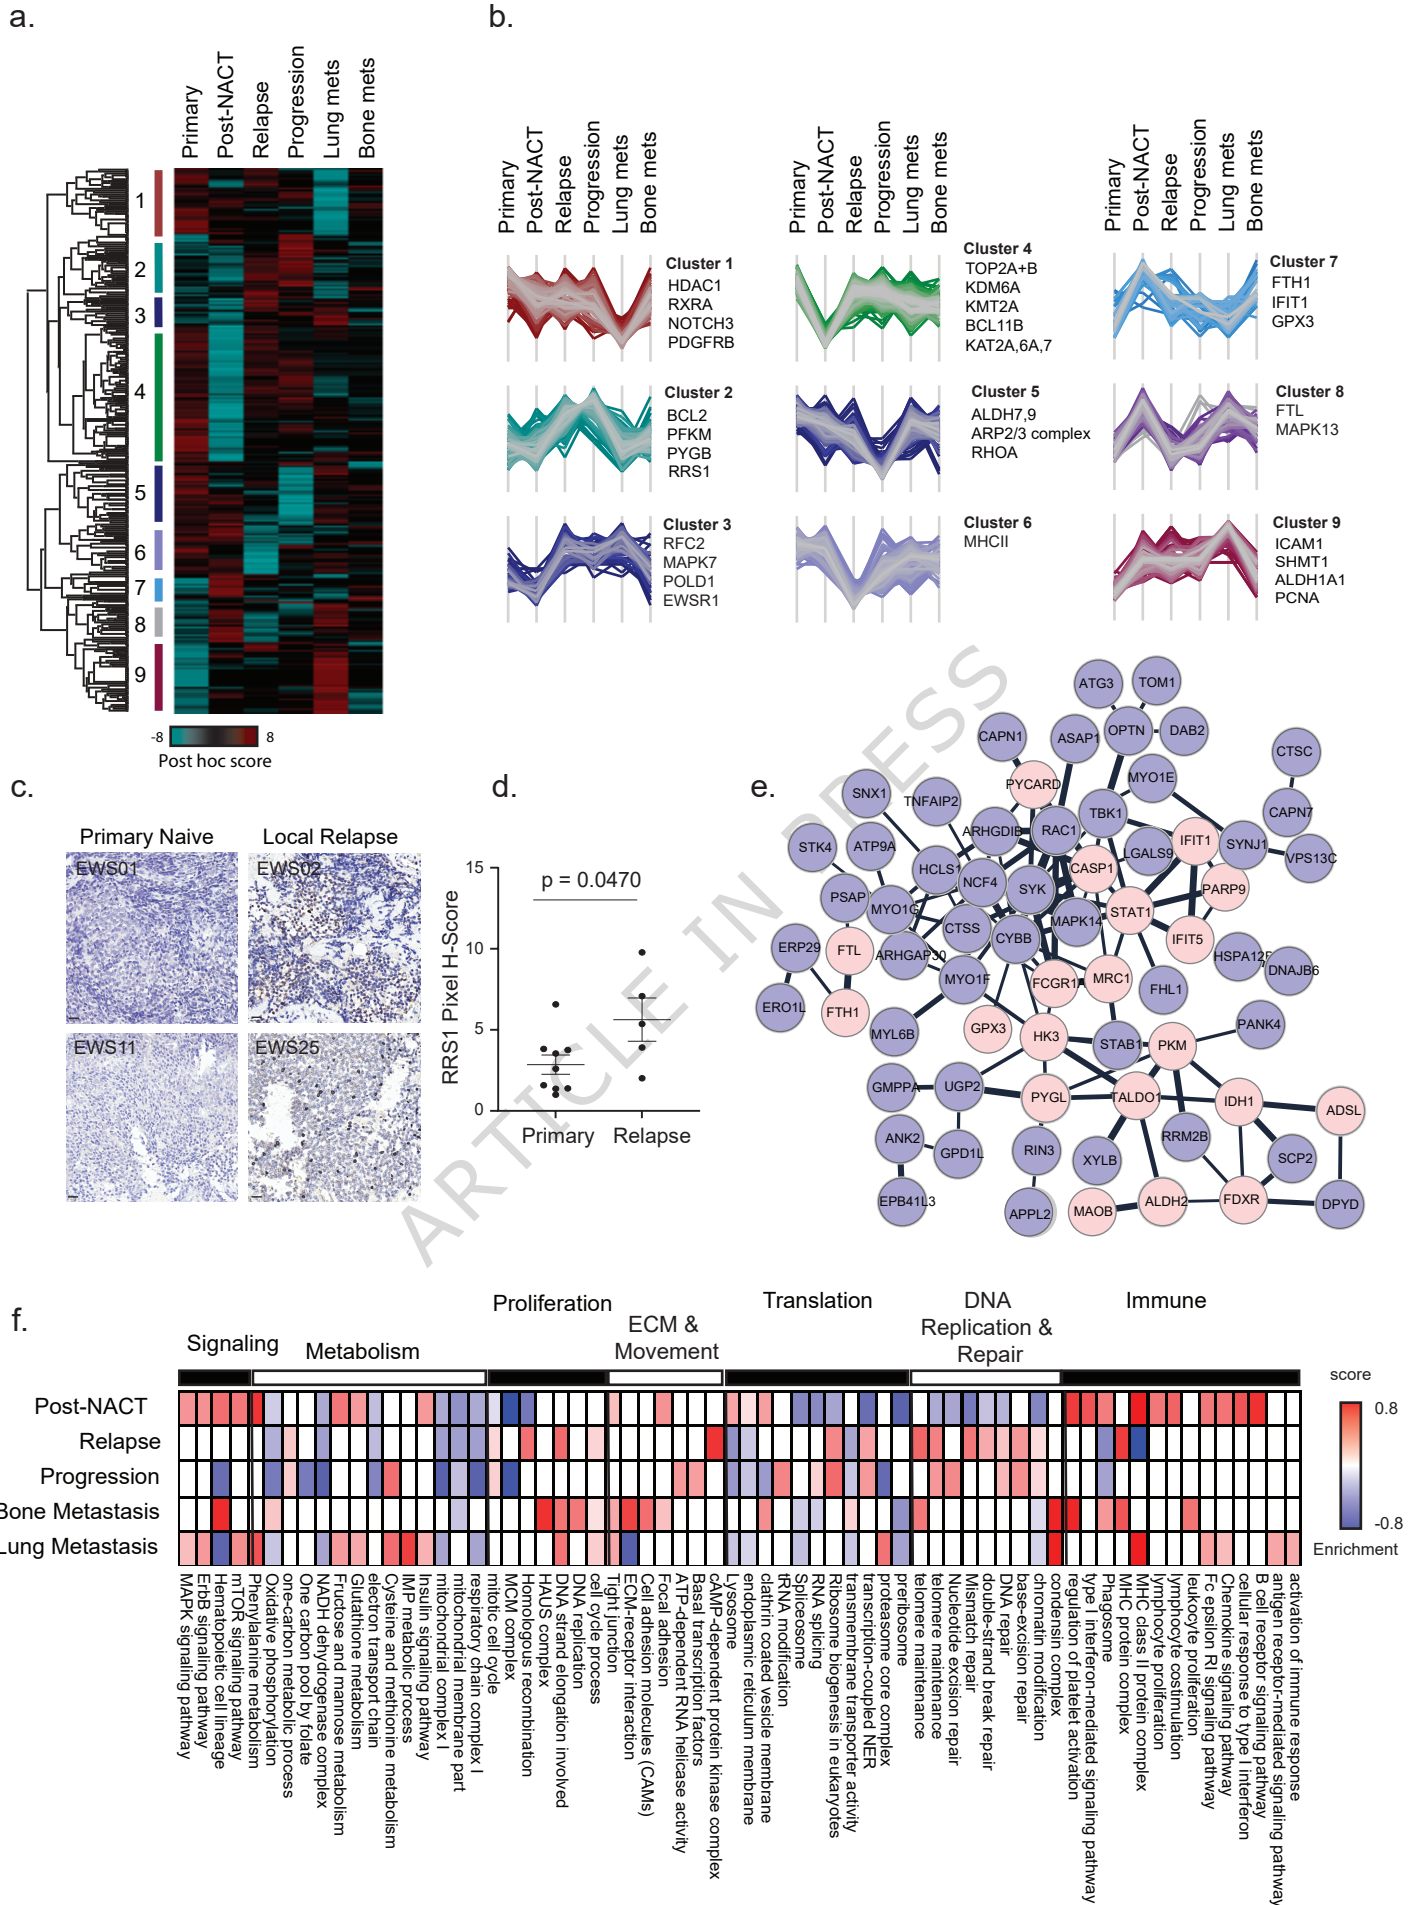 a.
Primary
Post-NACT
Relapse
Progression
Lung mets
Bone mets
1
2
3
4
5
6
7
8
9
-8
8
Post hoc score
b.
Primary
Post-NACT
Relapse
Progression
Lung mets
Bone mets
Primary
Post-NACT
Relapse
Progression
Lung mets
Bone mets
Primary
Post-NACT
Relapse
Progression
Lung mets
Bone mets
Cluster 1
HDAC1
RXRA
NOTCH3
PDGFRB
Cluster 2
BCL2
PFKM
PYGB
RRS1
Cluster 3
RFC2
MAPK7
POLD1
EWSR1
Cluster 4
TOP2A+B
KDM6A
KMT2A
BCL11B
KAT2A,6A,7
Cluster 5
ALDH7,9
ARP2/3 complex
RHOA
Cluster 6
MHCII
Cluster 7
FTH1
IFIT1
GPX3
Cluster 8
FTL
MAPK13
Cluster 9
ICAM1
SHMT1
ALDH1A1
PCNA
c.
Primary Naive
Local Relapse
EWS01
EWS02
EWS11
EWS25
d.
RRS1 Pixel H-Score
15
10
5
0
p = 0.0470
Primary
Relapse
e.
ATG3
TOM1
CAPN1
ASAP1
OPTN
DAB2
CTSC
PYCARD
MYO1E
SNX1
TNFAIP2
TBK1
CAPN7
ARHGDIB
RAC1
IFIT1
SYNJ1
STK4
ATP9A
LGALS9
VPS13C
HCLS1
NCF4
SYK
CASP1
PARP9
PSAP
MYO1G
STAT1
MAPK14
CTSS
CYBB
IFIT5
ERP29
FTL
ARHGAP30
HSPA12B
DNAJB6
MYO1F
FCGR1
MRC1
FHL1
ERO1L
FTH1
MYL6B
GPX3
HK3
STAB1
PKM
PANK4
GMPPA
UGP2
PYGL
TALDO1
IDH1
ADSL
ANK2
GPD1L
RIN3
XYLB
RRM2B
SCP2
EPB41L3
APPL2
MAOB
ALDH2
FDXR
DPYD
ARTICLE IN PRESS
f.
Signaling
Metabolism
Proliferation
ECM &
Movement
Translation
DNA
Replication &
Repair
Immune
Post-NACT
Relapse
Progression
Bone Metastasis
Lung Metastasis
score
0.8
-0.8
Enrichment
MAPK signaling pathway
ErbB signaling pathway
Hematopoietic cell lineage
mTOR signaling pathway
Phenylalanine metabolism
Oxidative phosphorylation
one-carbon metabolic process
One carbon pool by folate
NADH dehydrogenase complex
Fructose and mannose metabolism
Glutathione metabolism
electron transport chain
Cysteine and methionine metabolism
IMP metabolic process
Insulin signaling pathway
mitochondrial complex I
mitochondrial membrane part
respiratory chain complex I
mitotic cell cycle
MCM complex
Homologous recombination
HAUS complex
DNA strand elongation involved
DNA replication
cell cycle process
Tight junction
ECM-receptor interaction
Cell adhesion molecules (CAMs)
Focal adhesion
ATP-dependent RNA helicase activity
Basal transcription factors
cAMP-dependent protein kinase complex
Lysosome
endoplasmic reticulum membrane
clathrin coated vesicle membrane
tRNA modification
Spliceosome
RNA splicing
Ribosome biogenesis in eukaryotes
transmembrane transporter activity
transcription-coupled NER
proteasome core complex
preribosome
telomere maintenance
telomere maintenance
Nucleotide excision repair
Mismatch repair
double-strand break repair
DNA repair
base-excision repair
chromatin modification
condensin complex
regulation of platelet activation
type I interferon-mediated signaling pathway
Phagosome
MHC protein complex
MHC class II protein complex
lymphocyte proliferation
lymphocyte costimulation
leukocyte proliferation
Fc epsilon RI signaling pathway
Chemokine signaling pathway
cellular response to type I interferon
B cell receptor signaling pathway
antigen receptor-mediated signaling pathway
activation of immune response